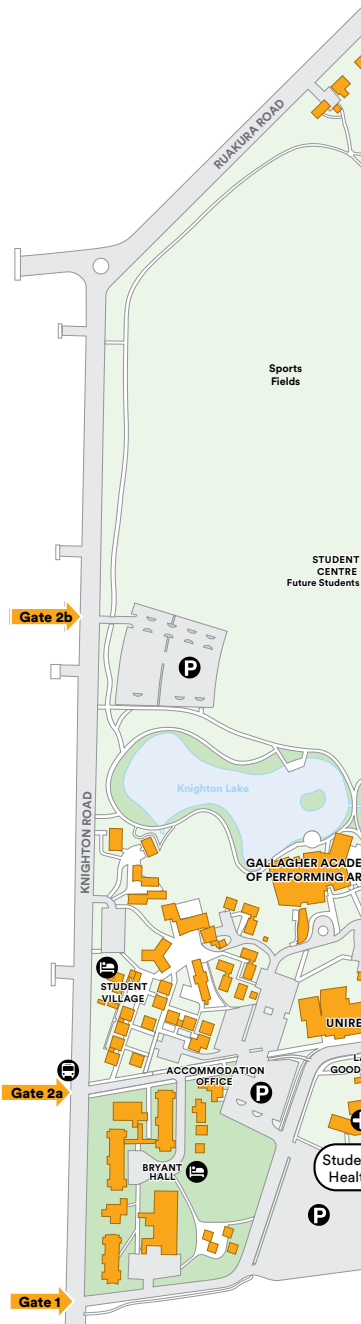 RUAKURA ROAD
Sports
Fields
STUDENT
CENTRE
Future Students
Gate 2b
P
Knighton Lake
KNIGHTON ROAD
GALLAGHER ACADE
OF PERFORMING AR
STUDENT
VILLAGE
UNIRE
LA
GOOD
ACCOMMODATION
OFFICE
Gate 2a
P
BRYANT
HALL
Stude
Healt
P
Gate 1